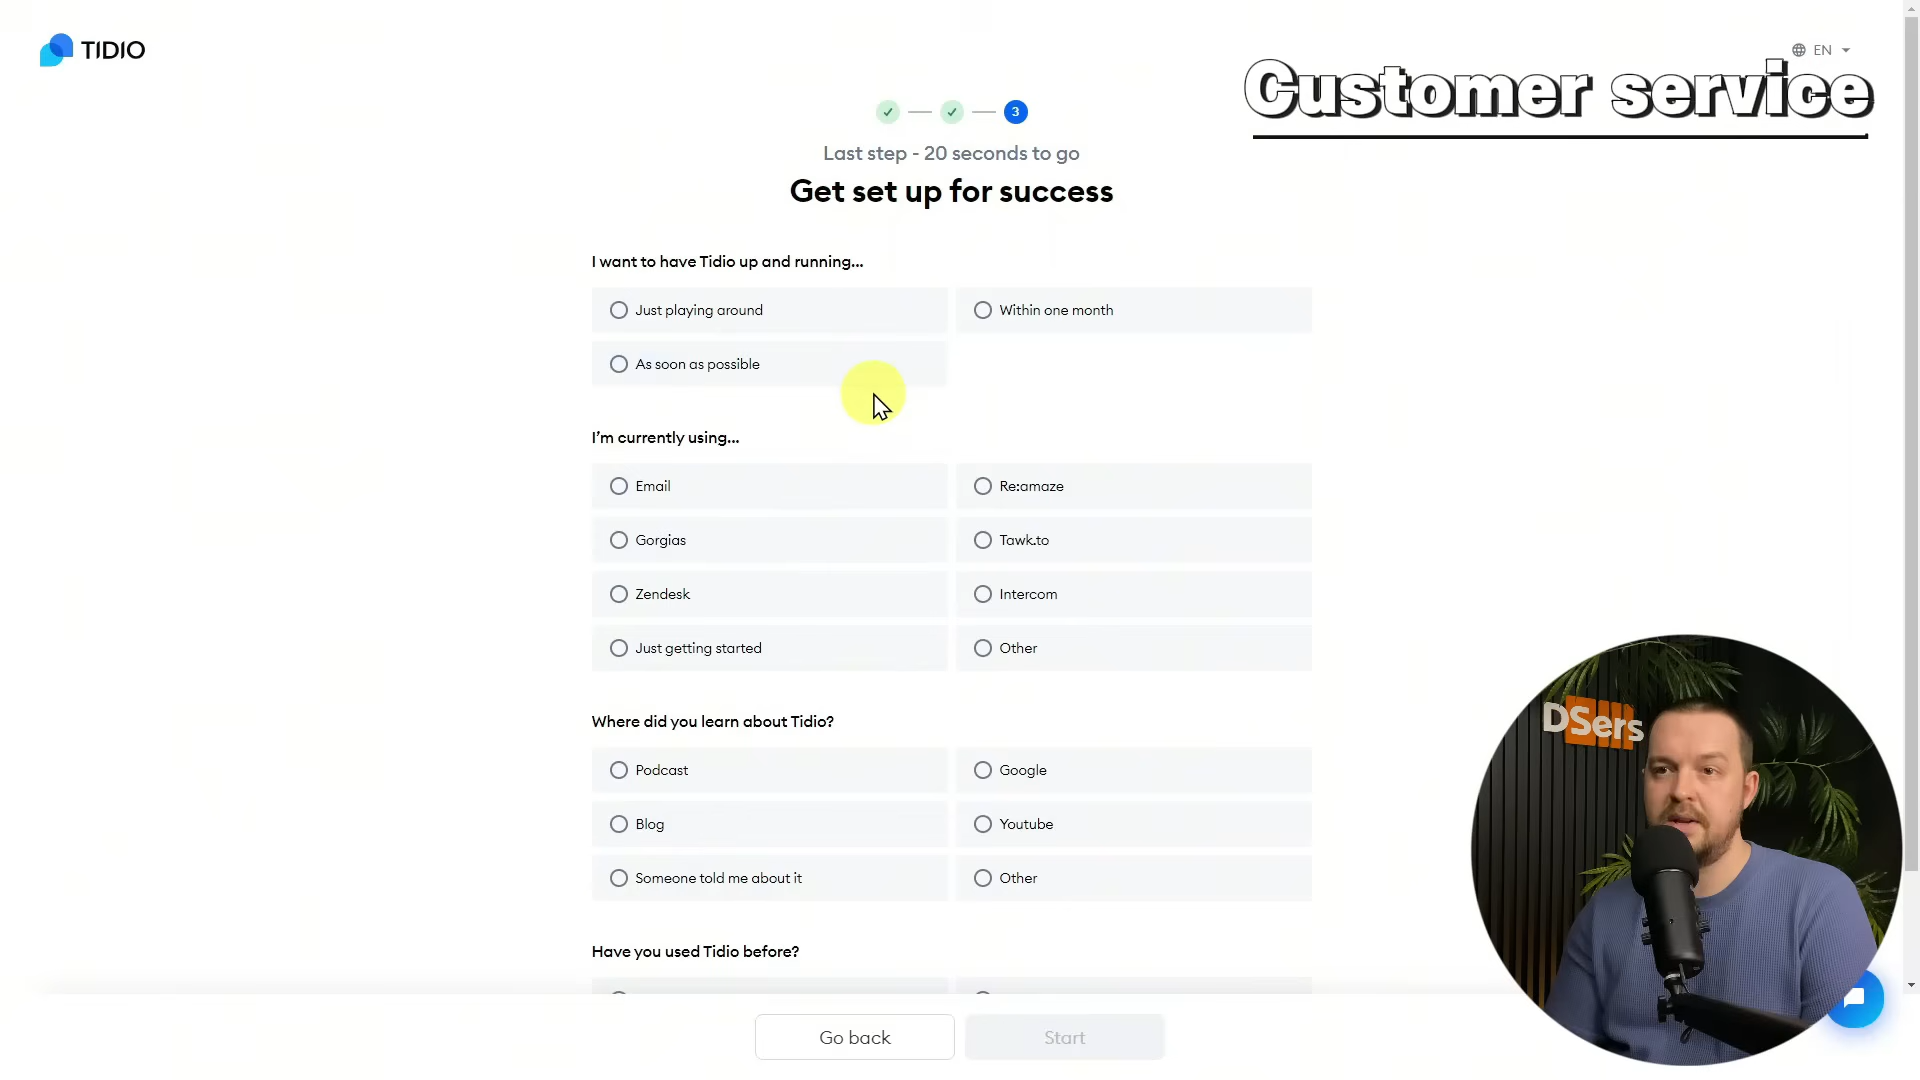 TIDIO
EN
Customer service
3
Last step - 20 seconds to go
Get set up for success
I want to have Tidio up and running...
Just playing around
Within one month
As soon as possible
I'm currently using...
Email
Re:amaze
Gorgias
Tawk.to
Zendesk
Intercom
Just getting started
Other
Where did you learn about Tidio?
Podcast
Google
Blog
Youtube
Someone told me about it
Other
Have you used Tidio before?
Go back
Start
DSers